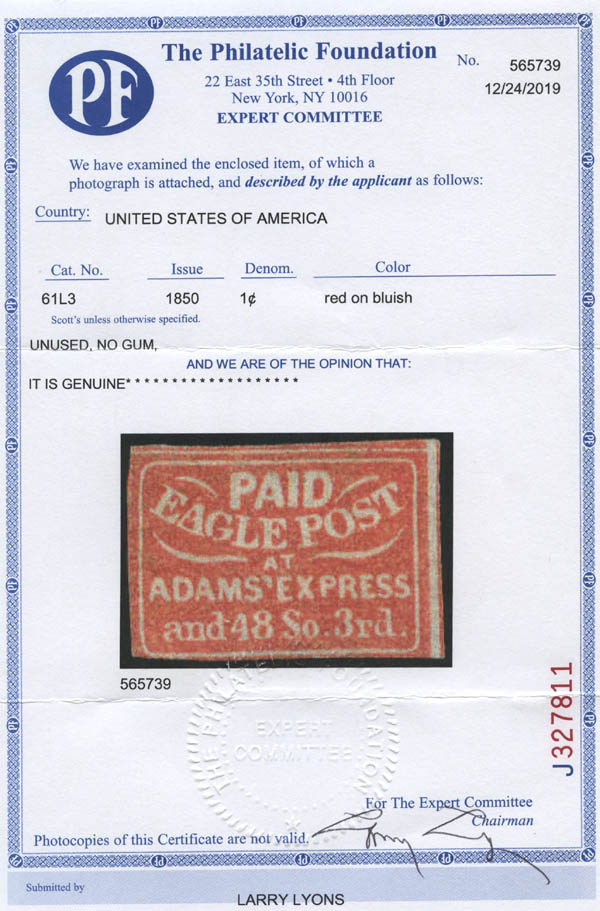 PF
The Philatelic Foundation
22 East 35th Street • 4th Floor
New York, NY 10016
EXPERT COMMITTEE
No. 565739
12/24/2019
We have examined the enclosed item, of which a
photograph is attached, and described by the applicant as follows:
Country: UNITED STATES OF AMERICA
Cat. No. Issue Denom. Color
61L3 1850 1¢ red on bluish
Scott's unless otherwise specified.
UNUSED, NO GUM,
AND WE ARE OF THE OPINION THAT:
IT IS GENUINE* * * * * * * * * * * * * * * * * * * *
PAID
EAGLE POST
AT
ADAMS' EXPRESS
and 48 So. 3rd.
565739
THE PHILATELIC FOUNDATION
EXPERT
COMMITTEE
J327811
For The Expert Committee
Chairman
Photocopies of this Certificate are not valid.
Submitted by
LARRY LYONS